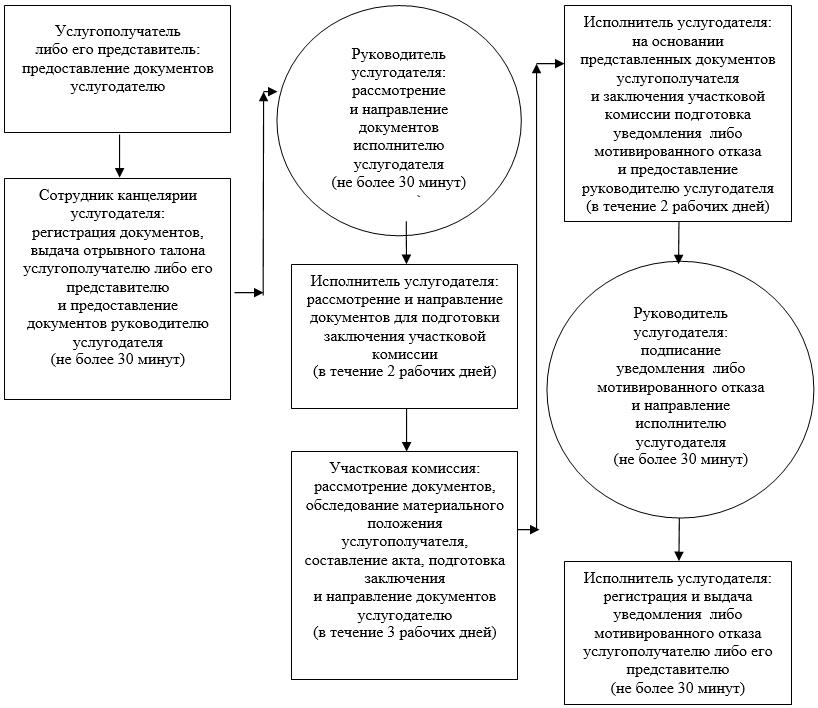 Услугополучатель
либо его представитель:
предоставление документов
услугодателю
Сотрудник канцелярии
услугодателя:
регистрация документов,
выдача отрывного талона
услугополучателю либо его
представителю
и предоставление
документов руководителю
услугодателя
(не более 30 минут)
Руководитель
услугодателя:
рассмотрение
и направление
документов
исполнителю
услугодателя
(не более 30 минут)
Исполнитель услугодателя:
рассмотрение и направление
документов для подготовки
заключения участковой
комиссии
(в течение 2 рабочих дней)
Участковая комиссия:
рассмотрение документов,
обследование материального
положения
услугополучателя,
составление акта, подготовка
заключения
и направление документов
услугодателю
(в течение 3 рабочих дней)
Исполнитель услугодателя:
на основании
представленных документов
услугополучателя
и заключения участковой
комиссии подготовка
уведомления либо
мотивированного отказа
и предоставление
руководителю услугодателя
(в течение 2 рабочих дней)
Руководитель
услугодателя:
подписание
уведомления либо
мотивированного отказа
и направление
исполнителю
услугодателя
(не более 30 минут)
Исполнитель услугодателя:
регистрация и выдача
уведомления либо
мотивированного отказа
услугополучателю либо его
представителю
(не более 30 минут)